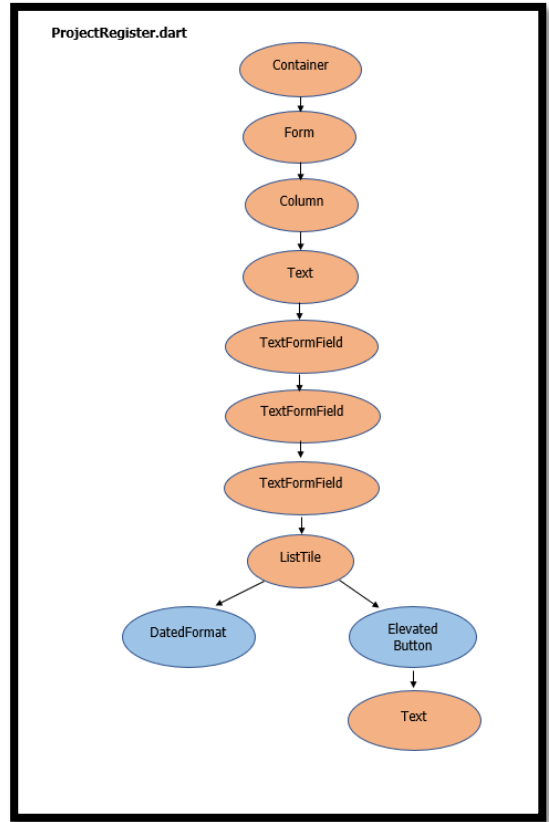 ProjectRegister.dart
Container
Form
Column
Text
TextFormField
TextFormField
TextFormField
ListTile
DatedFormat
Elevated
Button
Text